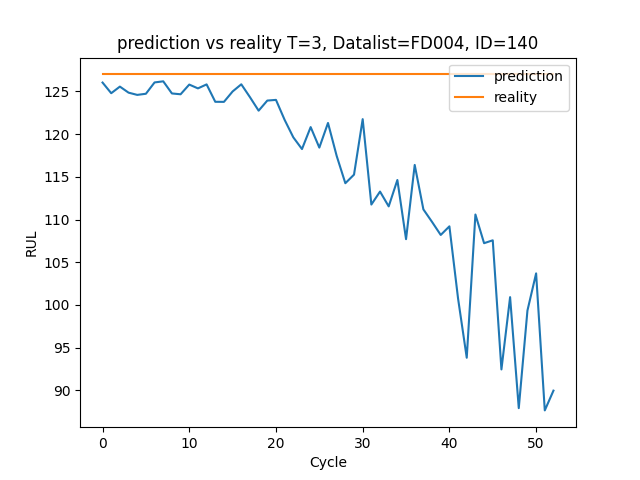 prediction vs reality T=3, Datalist=FD004, ID=140
prediction
reality
RUL
125
120
115
110
105
100
95
90
0 10 20 30 40 50
Cycle